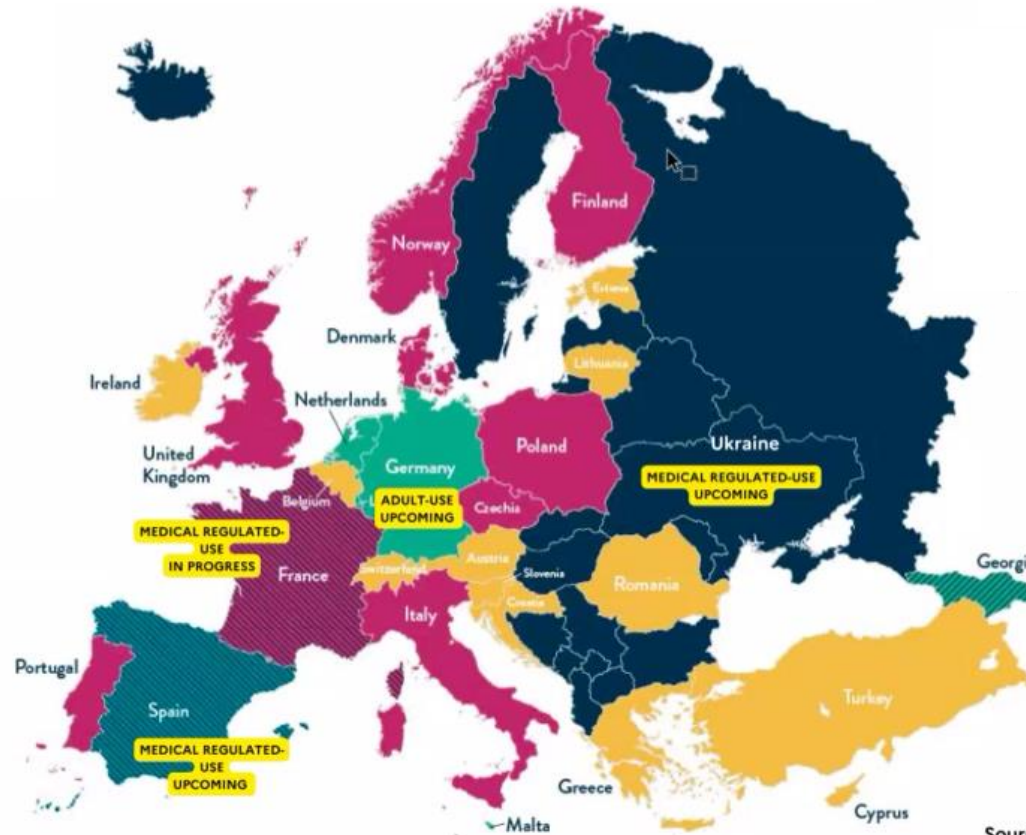 Finland
Norway
Estonia
Denmark
Lithuania
Ireland
Netherlands
United
Kingdom
Poland
Germany
Ukraine
MEDICAL REGULATED-USE
UPCOMING
Belgium
L
ADULT-USE
UPCOMING
Czechia
MEDICAL REGULATED-
USE
IN PROGRESS
France
Switzerland
Austria
Slovenia
Croatia
Romania
Georgi
Italy
Portugal
Spain
Turkey
MEDICAL REGULATED-
USE
UPCOMING
Greece
Cyprus
Malta
Sour